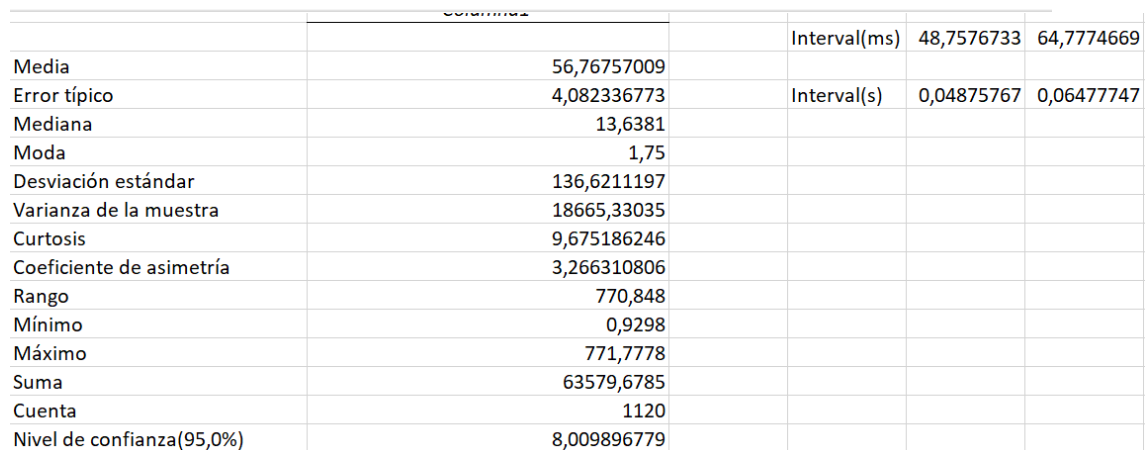 Columna1
Interval(ms) 48,7576733 64,7774669
Media 56,76757009
Error típico 4,082336773 Interval(s) 0,04875767 0,06477747
Mediana 13,6381
Moda 1,75
Desviación estándar 136,6211197
Varianza de la muestra 18665,33035
Curtosis 9,675186246
Coeficiente de asimetría 3,266310806
Rango 770,848
Mínimo 0,9298
Máximo 771,7778
Suma 63579,6785
Cuenta 1120
Nivel de confianza(95,0%) 8,009896779